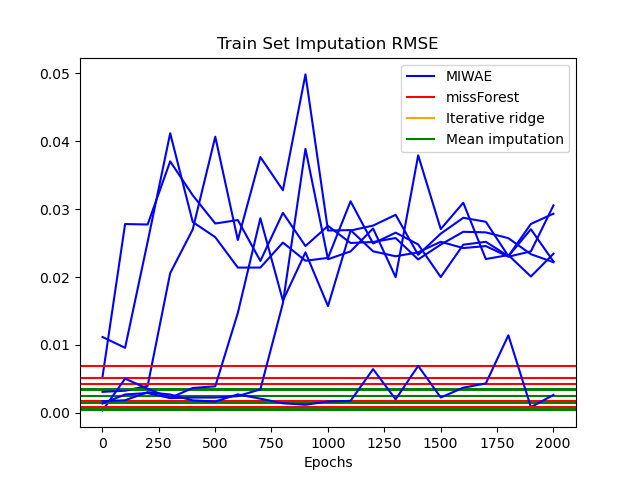 Train Set Imputation RMSE
0.05
0.04
0.03
0.02
0.01
0.00
MIWAE
missForest
Iterative ridge
Mean imputation
0 250 500 750 1000 1250 1500 1750 2000
Epochs